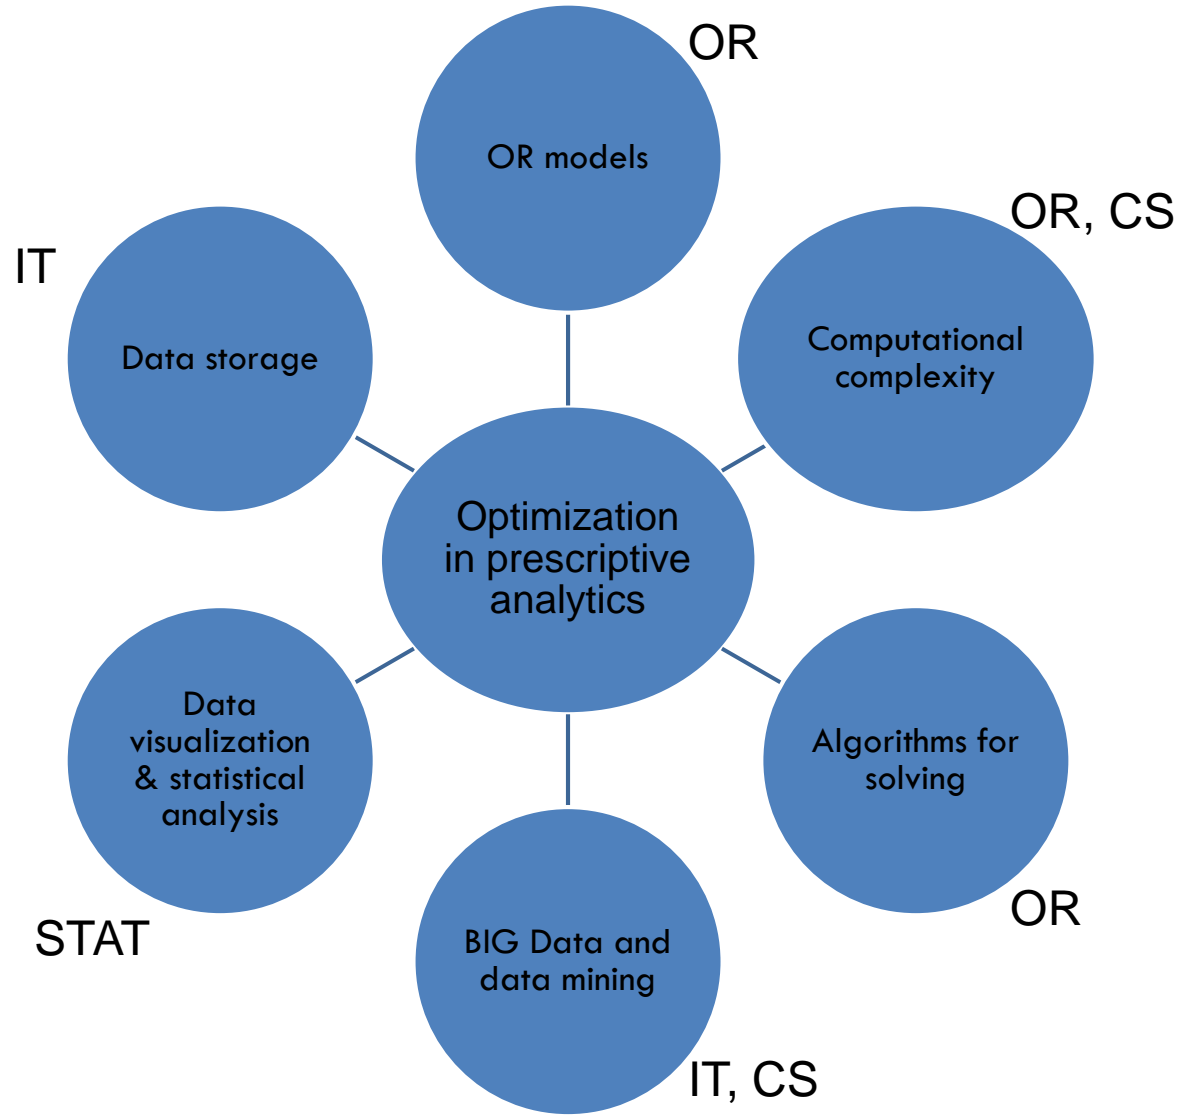 OR
OR models
OR, CS
Computational
complexity
IT
Data storage
Optimization
in prescriptive
analytics
Data
visualization
& statistical
analysis
STAT
Algorithms for
solving
OR
BIG Data and
data mining
IT, CS